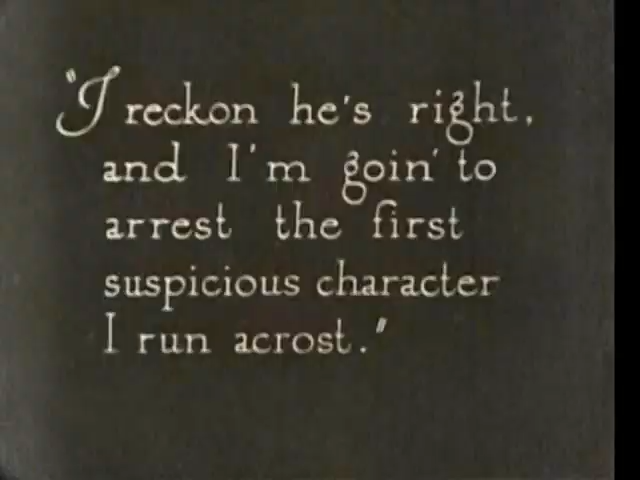 "I reckon he's right,
and I'm goin' to
arrest the first
suspicious character
I run acrost."